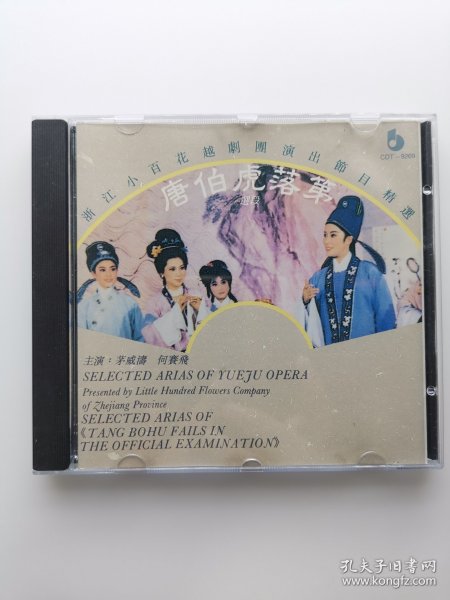 CDT-9205
浙江小百花越劇團演出節目精選
唐伯虎落第
選段
主演：茅威濤 何賽飛
SELECTED ARIAS OF YUEJU OPERA
Presented by Little Hundred Flowers Company
of Zhejiang Province
SELECTED ARIAS OF
《TANG BOHU FAILS IN
THE OFFICIAL EXAMINATION》
孔夫子旧书网
www.kongfz.com